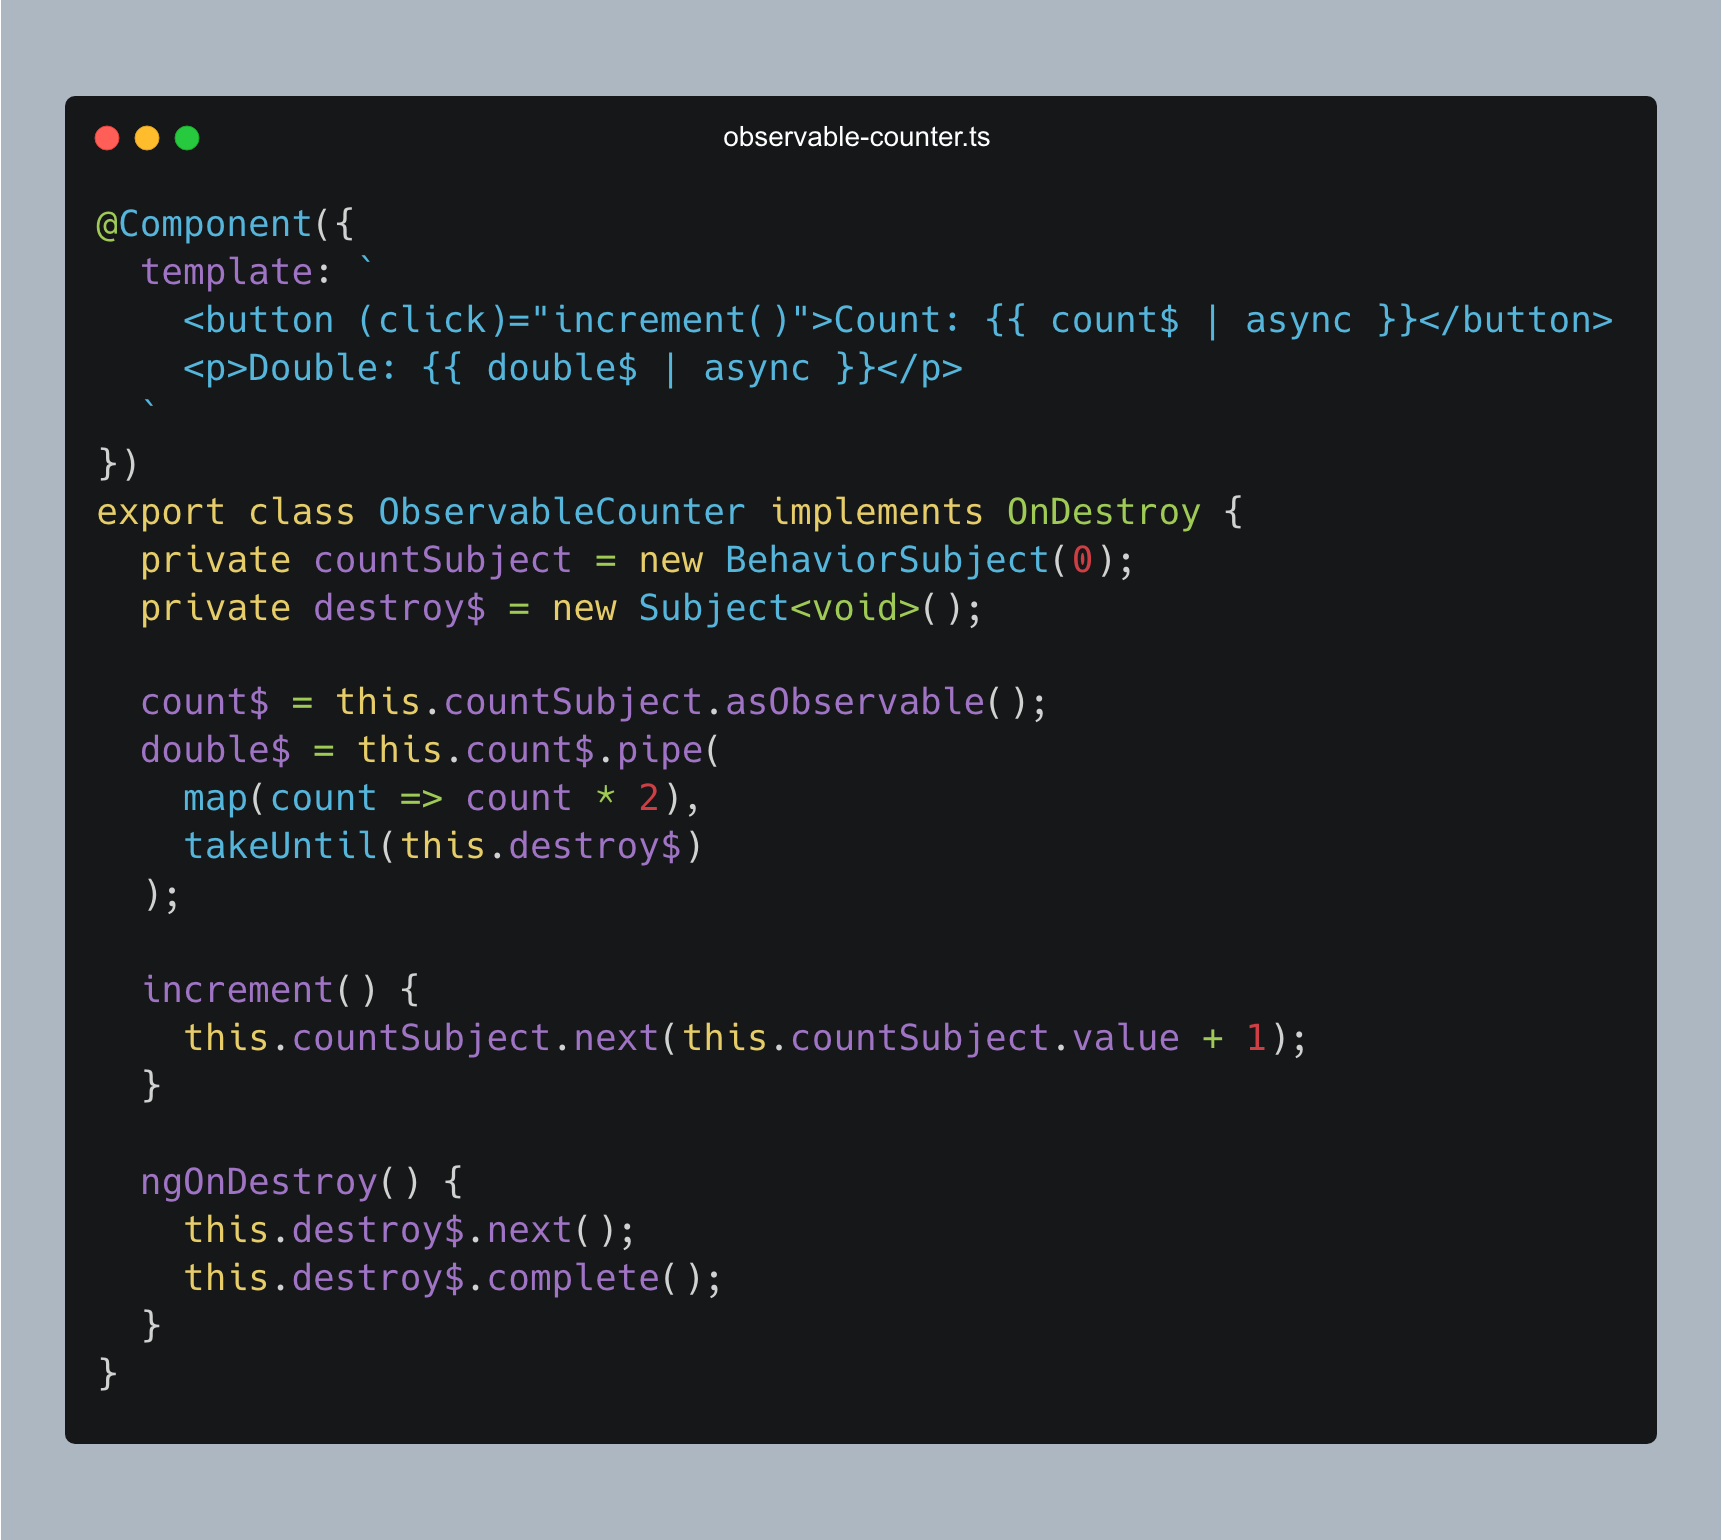 observable-counter.ts
@Component({
  template: `
    <button (click)="increment()">Count: {{ count$ | async }}</button>
    <p>Double: {{ double$ | async }}</p>
  `
})
export class ObservableCounter implements OnDestroy {
  private countSubject = new BehaviorSubject(0);
  private destroy$ = new Subject<void>();

  count$ = this.countSubject.asObservable();
  double$ = this.count$.pipe(
    map(count => count * 2),
    takeUntil(this.destroy$)
  );

  increment() {
    this.countSubject.next(this.countSubject.value + 1);
  }

  ngOnDestroy() {
    this.destroy$.next();
    this.destroy$.complete();
  }
}